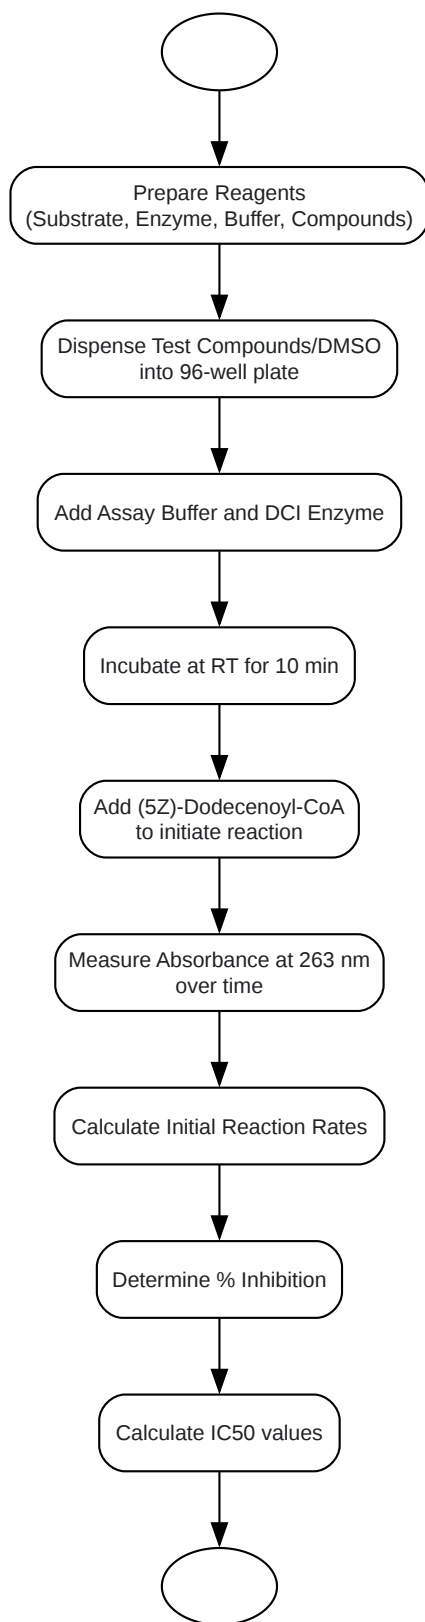 Prepare Reagents
(Substrate, Enzyme, Buffer, Compounds)
Dispense Test Compounds/DMSO
into 96-well plate
Add Assay Buffer and DCI Enzyme
Incubate at RT for 10 min
Add (5Z)-Dodecenoyl-CoA
to initiate reaction
Measure Absorbance at 263 nm
over time
Calculate Initial Reaction Rates
Determine % Inhibition
Calculate IC50 values